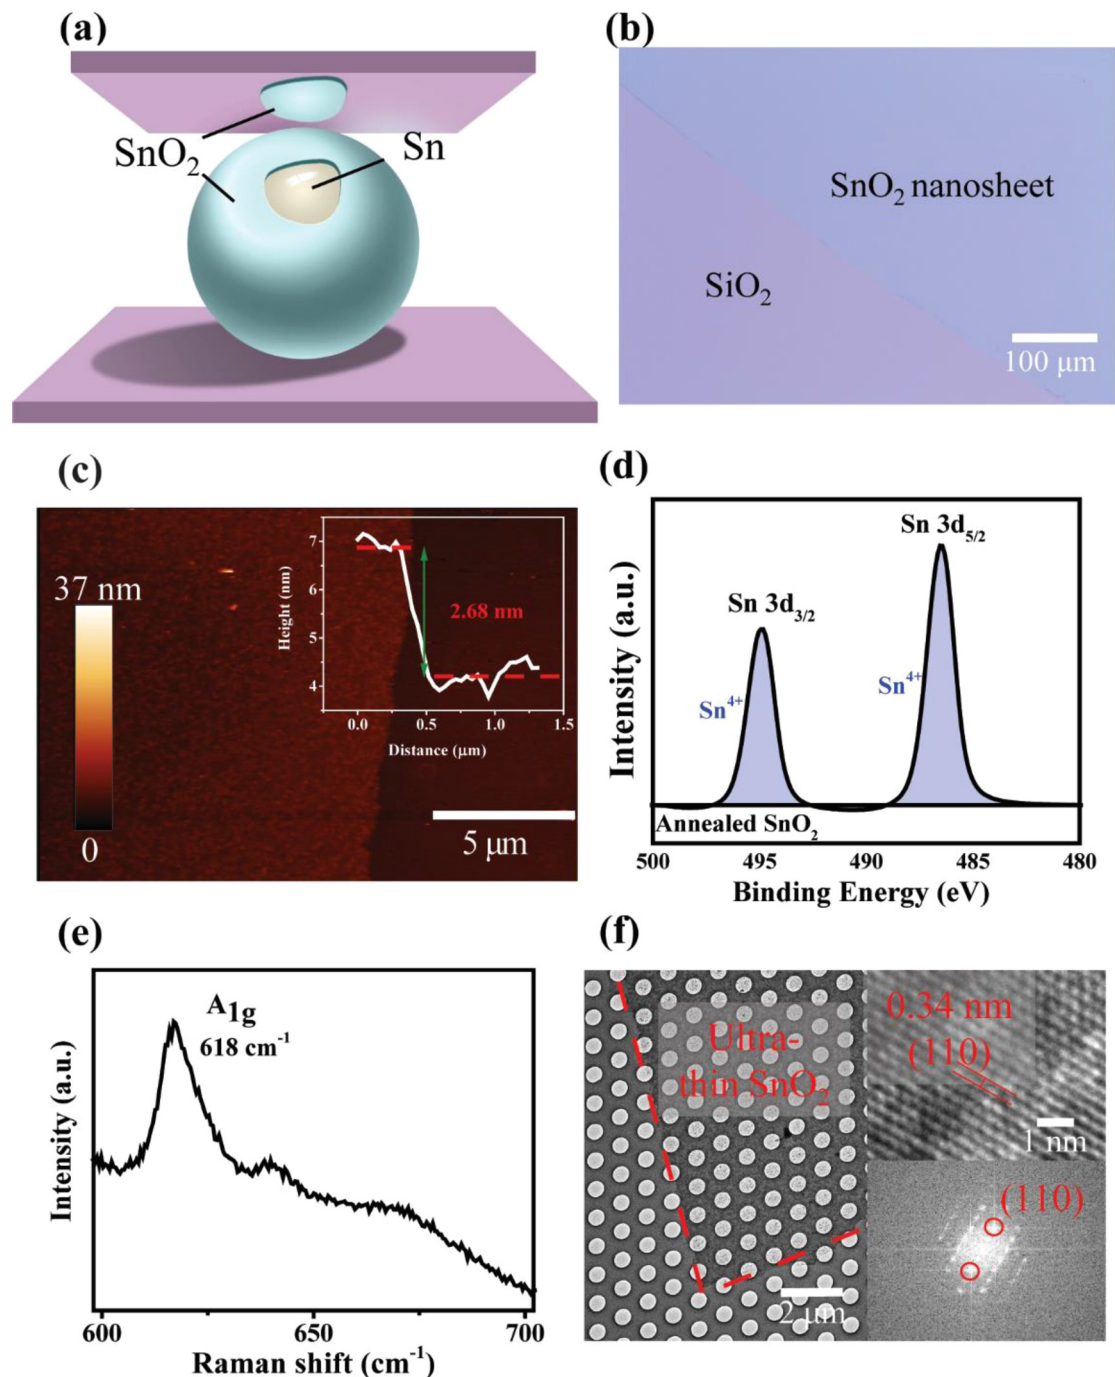 (a)
SnO₂
Sn
(b)
SnO₂ nanosheet
SiO₂
100 μm
(c)
37 nm
0
Height (nm)
7
6
5
4
2.68 nm
0.0 0.5 1.0 1.5
Distance (μm)
5 μm
(d)
Intensity (a.u.)
Sn 3d₃/₂
Sn⁴⁺
Sn 3d₅/₂
Sn⁴⁺
Annealed SnO₂
500 495 490 485 480
Binding Energy (eV)
(e)
Intensity (a.u.)
A₁g
618 cm⁻¹
600 650 700
Raman shift (cm⁻¹)
(f)
Ultra-
thin SnO₂
2 μm
0.34 nm
(110)
1 nm
(110)